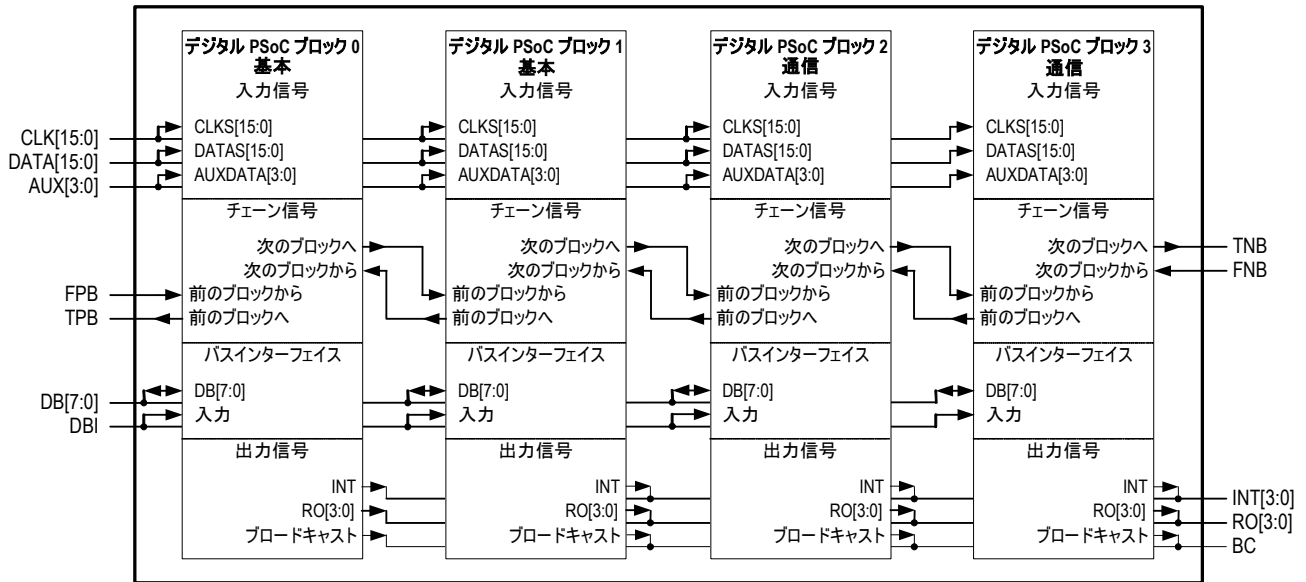 デジタル PSoC ブロック 0
基本
入力信号
CLKS[15:0]
DATAS[15:0]
AUXDATA[3:0]
チェーン信号
次のブロックへ
次のブロックから
前のブロックから
前のブロックへ
バスインターフェイス
DB[7:0]
入力
出力信号
INT
RO[3:0]
ブロードキャスト
デジタル PSoC ブロック 1
基本
入力信号
CLKS[15:0]
DATAS[15:0]
AUXDATA[3:0]
チェーン信号
次のブロックへ
次のブロックから
前のブロックから
前のブロックへ
バスインターフェイス
DB[7:0]
入力
出力信号
INT
RO[3:0]
ブロードキャスト
デジタル PSoC ブロック 2
通信
入力信号
CLKS[15:0]
DATAS[15:0]
AUXDATA[3:0]
チェーン信号
次のブロックへ
次のブロックから
前のブロックから
前のブロックへ
バスインターフェイス
DB[7:0]
入力
出力信号
INT
RO[3:0]
ブロードキャスト
デジタル PSoC ブロック 3
通信
入力信号
CLKS[15:0]
DATAS[15:0]
AUXDATA[3:0]
チェーン信号
次のブロックへ
次のブロックから
前のブロックから
前のブロックへ
バスインターフェイス
DB[7:0]
入力
出力信号
INT
RO[3:0]
ブロードキャスト
CLK[15:0]
DATA[15:0]
AUX[3:0]
FPB
TPB
DB[7:0]
DBI
TNB
FNB
INT[3:0]
RO[3:0]
BC